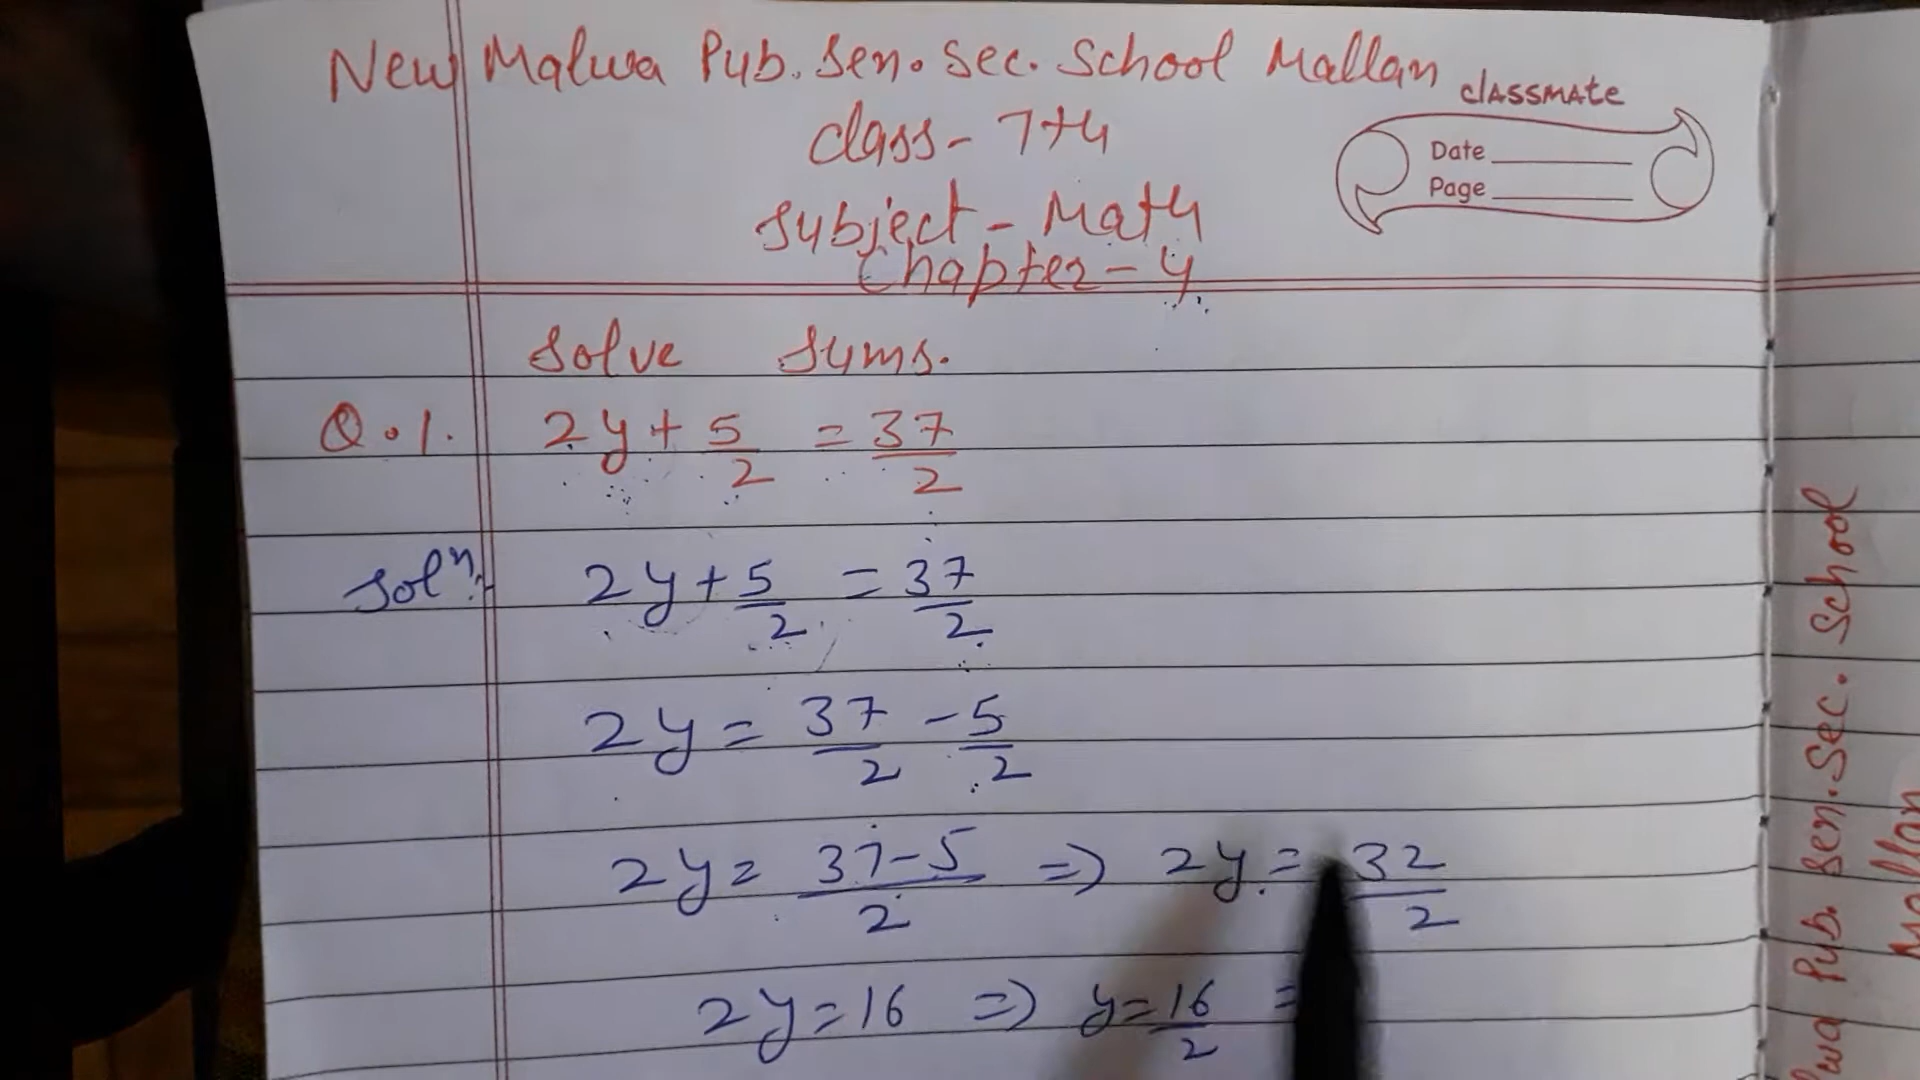 New Malwa Pub. Sen. Sec. School Mallan
classmate
Date
Page
Class - 7th
Subject - Math
Chapter - 4
Solve Sums.
Q.1. 2y + 5/2 = 37/2
Solⁿ:- 2y + 5/2 = 37/2
2y = 37/2 - 5/2
2y = 37-5/2 => 2y = 32/2
2y = 16 => y = 16/2 =
Pub. Sen. Sec. School
Mallan